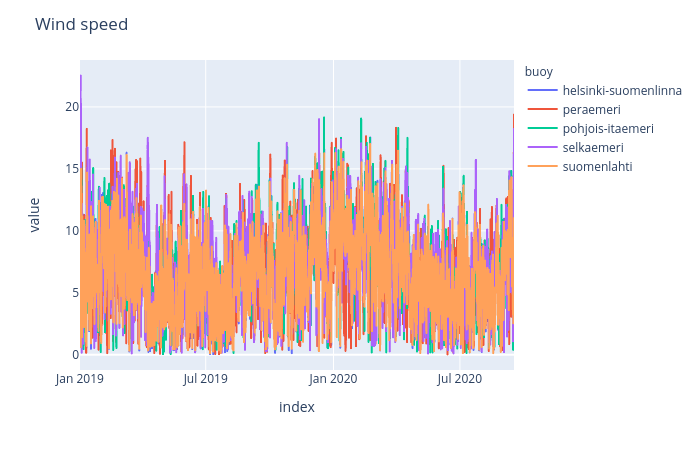 Wind speed
buoy
helsinki-suomenlinna
peraemeri
pohjois-itaemeri
selkaemeri
suomenlahti
value
20
15
10
5
0
Jan 2019
Jul 2019
Jan 2020
Jul 2020
index